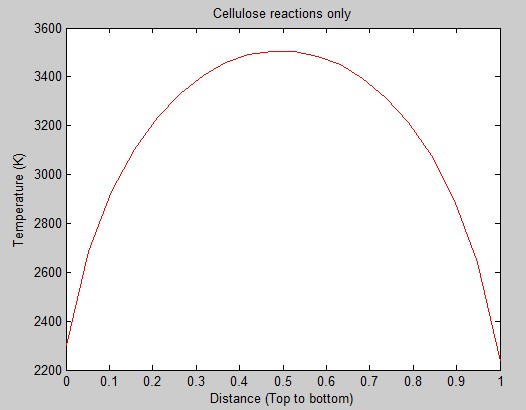 Cellulose reactions only
3600
3400
3200
3000
2800
2600
2400
2200
Temperature (K)
0 0.1 0.2 0.3 0.4 0.5 0.6 0.7 0.8 0.9 1
Distance (Top to bottom)